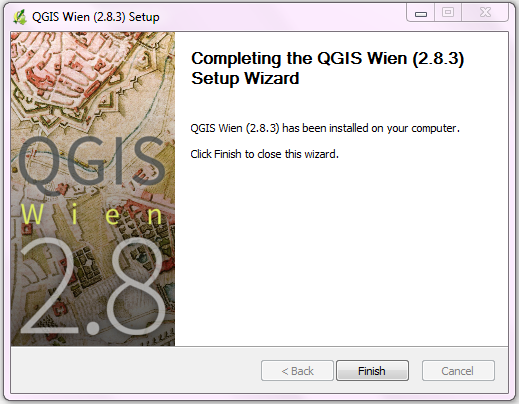 QGIS Wien (2.8.3) Setup
QGIS
Wien
2.8
Completing the QGIS Wien (2.8.3)
Setup Wizard
QGIS Wien (2.8.3) has been installed on your computer.
Click Finish to close this wizard.
< Back
Finish
Cancel